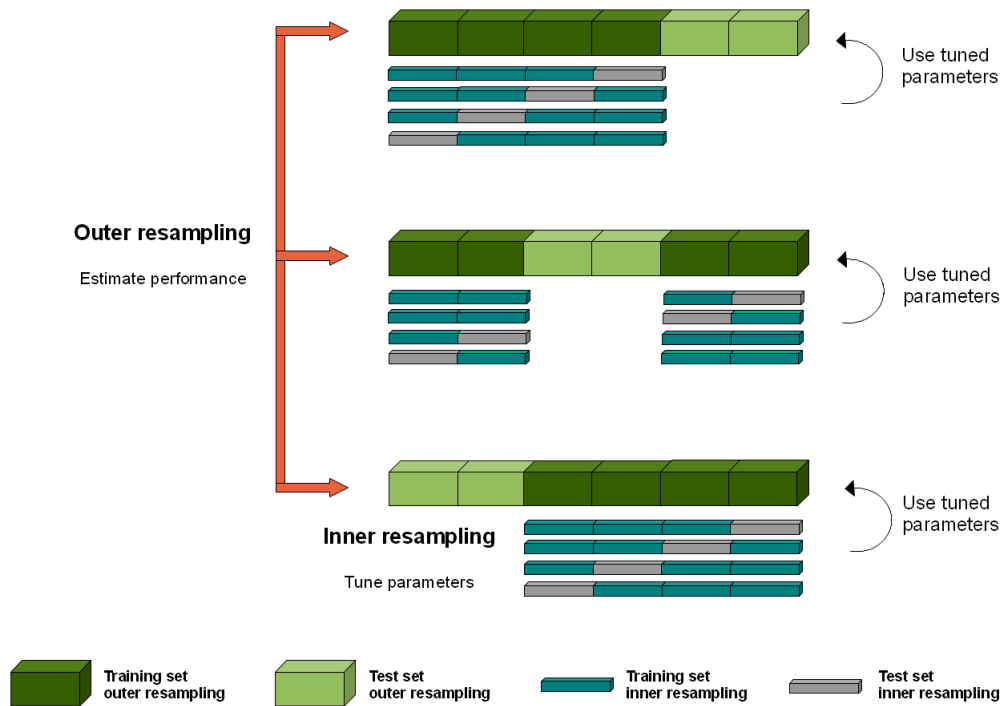 Use tuned
parameters
Outer resampling
Estimate performance
Use tuned
parameters
Inner resampling
Tune parameters
Use tuned
parameters
Training set
outer resampling
Test set
outer resampling
Training set
inner resampling
Test set
inner resampling